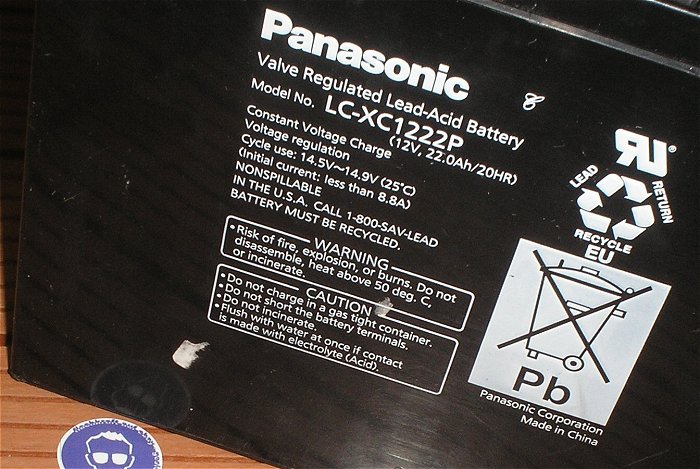 Panasonic
Valve Regulated Lead-Acid Battery
Model No. LC-XC1222P
(12V, 22.0Ah/20HR)
Constant Voltage Charge
Voltage regulation
Cycle use: 14.5V~14.9V (25°C)
(Initial current: less than 8.8A)
NONSPILLABLE
IN THE U.S.A. CALL 1-800-SAV-LEAD
BATTERY MUST BE RECYCLED.
WARNING
• Risk of fire, explosion, or burns. Do not
disassemble, heat above 50 deg. C,
or incinerate.
CAUTION
• Do not charge in a gas tight container.
• Do not short the battery terminals.
• Do not incinerate.
• Flush with water at once if contact
is made with electrolyte (Acid).
LEAD
RETURN
RECYCLE
EU
Pb
Panasonic Corporation
Made in China